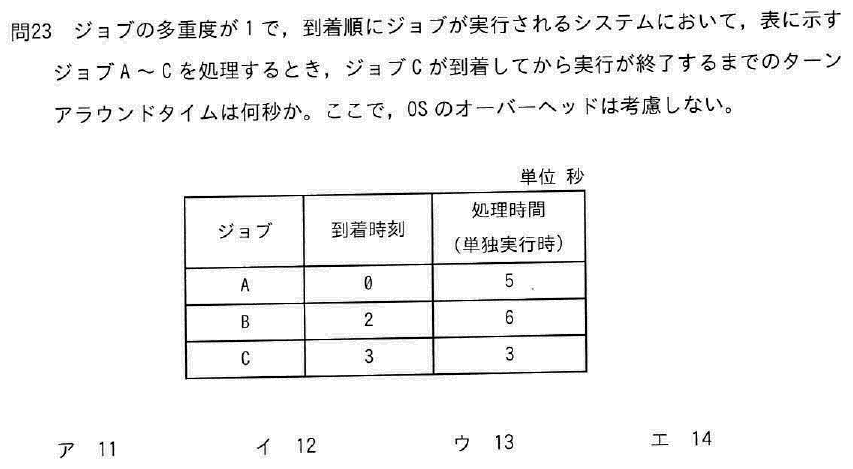 問23 ジョブの多重度が1で，到着順にジョブが実行されるシステムにおいて，表に示す
ジョブA～Cを処理するとき，ジョブCが到着してから実行が終了するまでのターン
アラウンドタイムは何秒か。ここで，OSのオーバーヘッドは考慮しない。
単位 秒
ジョブ 到着時刻 処理時間
（単独実行時）
A 0 5
B 2 6
C 3 3
ア 11 イ 12 ウ 13 エ 14